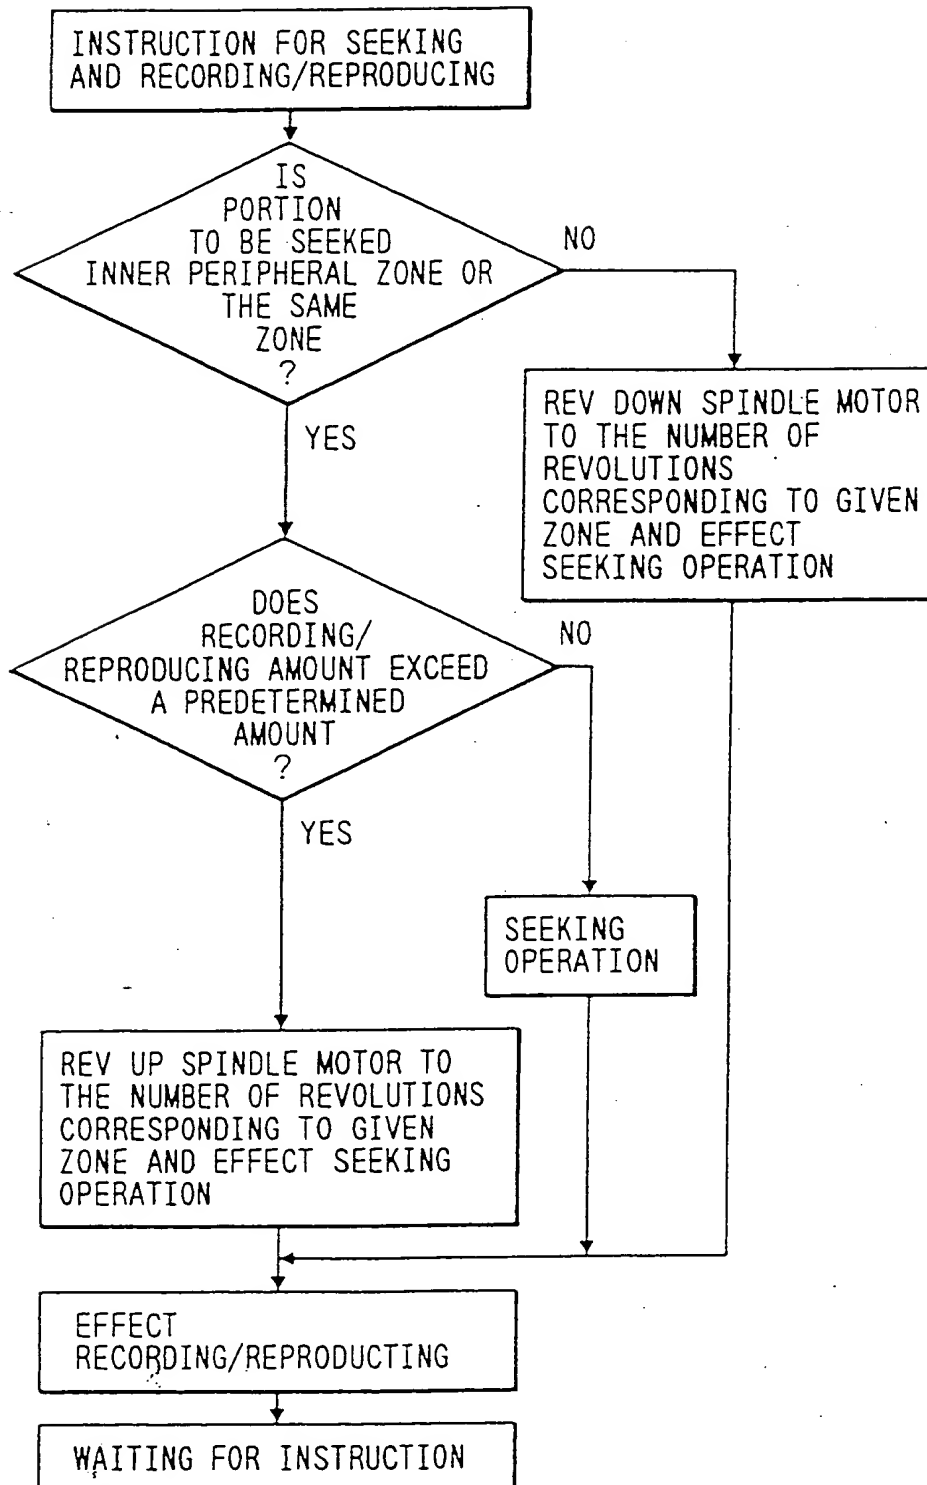 INSTRUCTION FOR SEEKING
AND RECORDING/REPRODUCING
IS
PORTION
TO BE SEEKED
INNER PERIPHERAL ZONE OR
THE SAME
ZONE
?
NO
YES
REV DOWN SPINDLE MOTOR
TO THE NUMBER OF
REVOLUTIONS
CORRESPONDING TO GIVEN
ZONE AND EFFECT
SEEKING OPERATION
DOES
RECORDING/
REPRODUCING AMOUNT EXCEED
A PREDETERMINED
AMOUNT
?
NO
YES
SEEKING
OPERATION
REV UP SPINDLE MOTOR TO
THE NUMBER OF REVOLUTIONS
CORRESPONDING TO GIVEN
ZONE AND EFFECT SEEKING
OPERATION
EFFECT
RECORDING/REPRODUCTING
WAITING FOR INSTRUCTION